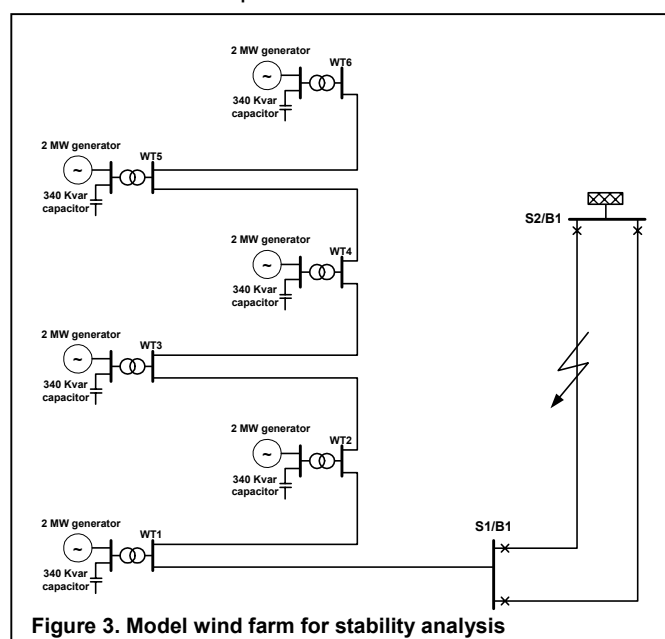 2 MW generator
WT6
~
340 Kvar
capacitor
2 MW generator
WT5
~
340 Kvar
capacitor
S2/B1
2 MW generator
WT4
~
340 Kvar
capacitor
2 MW generator
WT3
~
340 Kvar
capacitor
2 MW generator
WT2
~
340 Kvar
capacitor
S1/B1
2 MW generator
WT1
~
340 Kvar
capacitor
Figure 3. Model wind farm for stability analysis